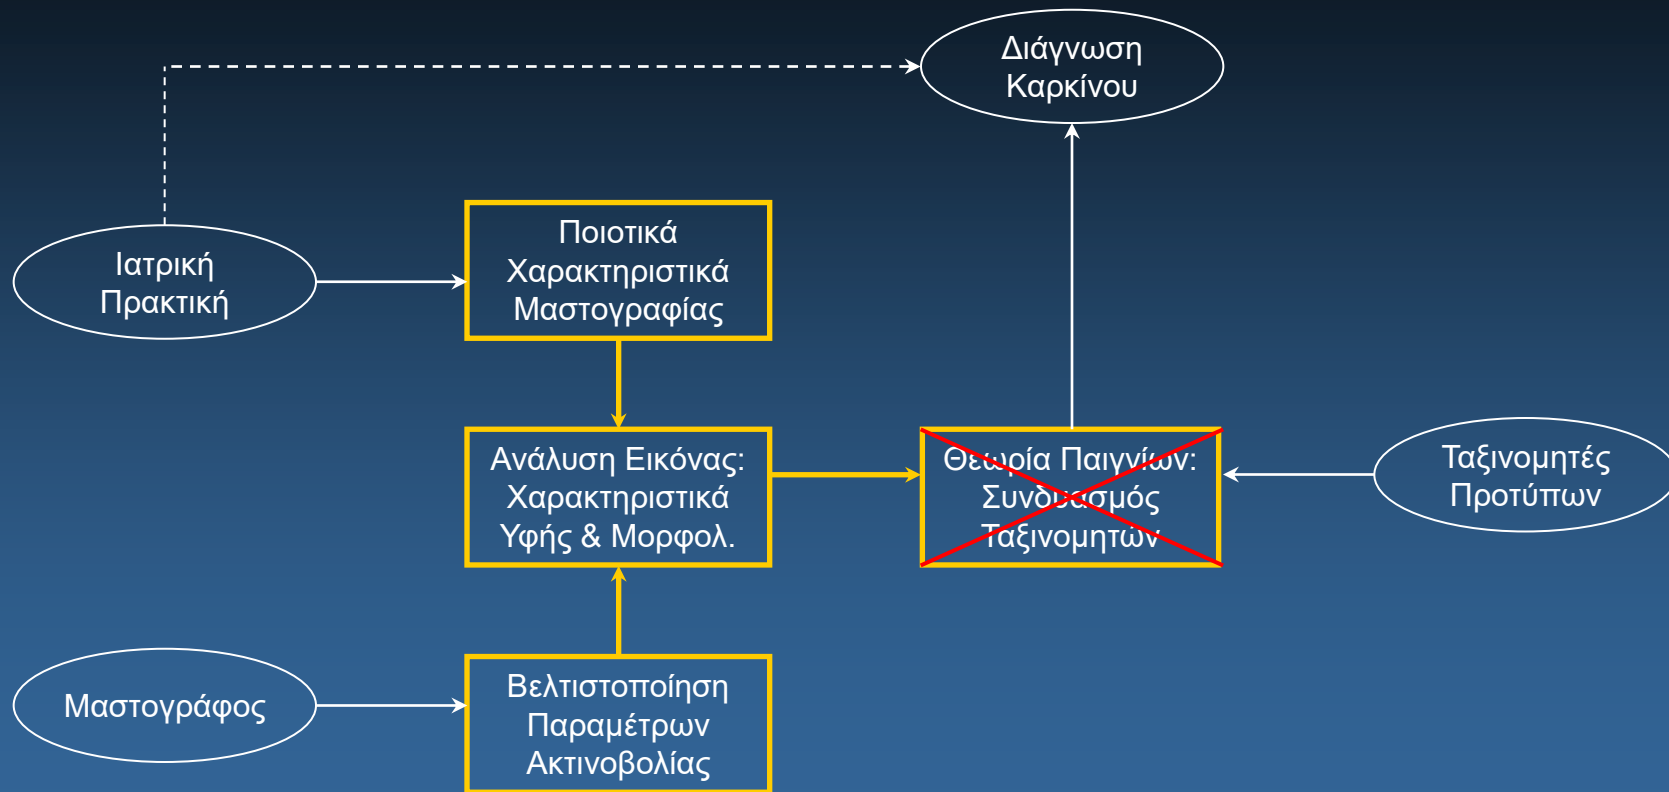 Διάγνωση
Καρκίνου
Ιατρική
Πρακτική
Ποιοτικά
Χαρακτηριστικά
Μαστογραφίας
Ανάλυση Εικόνας:
Χαρακτηριστικά
Υφής & Μορφολ.
Θεωρία Παιγνίων:
Συνδυασμός
Ταξινομητών
Ταξινομητές
Προτύπων
Μαστογράφος
Βελτιστοποίηση
Παραμέτρων
Ακτινοβολίας